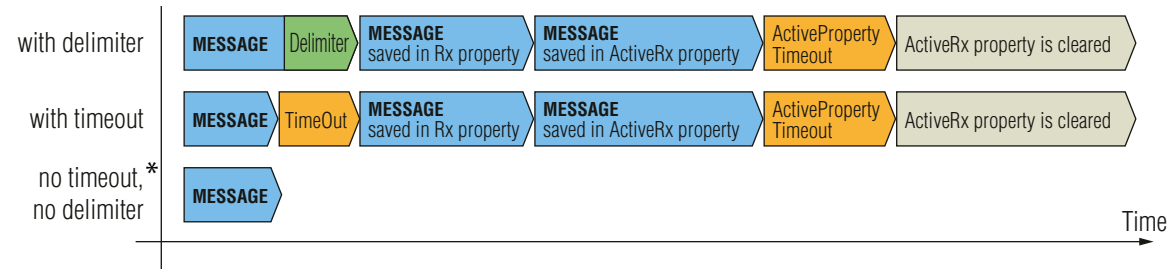 with delimiter
MESSAGE
Delimiter
MESSAGE
saved in Rx property
MESSAGE
saved in ActiveRx property
ActiveProperty
Timeout
ActiveRx property is cleared
with timeout
MESSAGE
TimeOut
MESSAGE
saved in Rx property
MESSAGE
saved in ActiveRx property
ActiveProperty
Timeout
ActiveRx property is cleared
no timeout,*
no delimiter
MESSAGE
Time